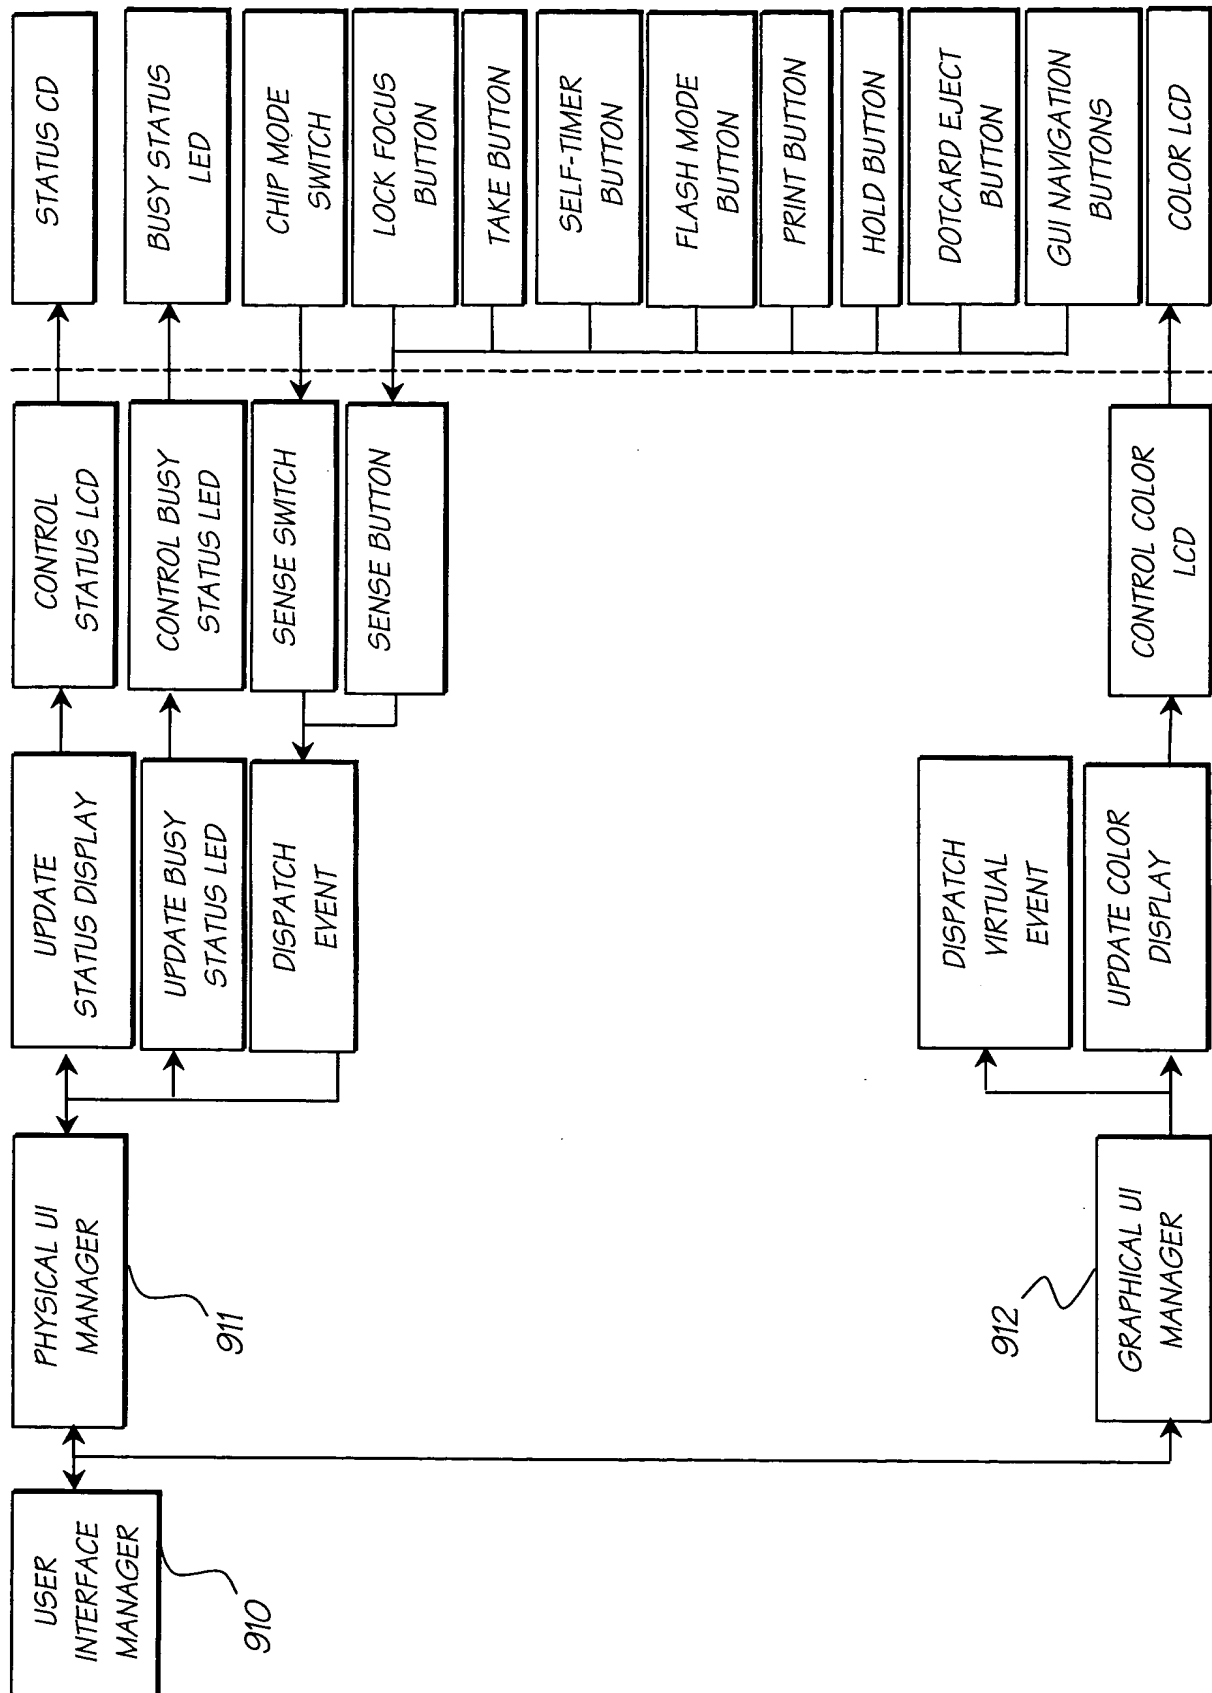 USER
INTERFACE
MANAGER
910
PHYSICAL UI
MANAGER
911
GRAPHICAL UI
MANAGER
912
UPDATE
STATUS DISPLAY
UPDATE BUSY
STATUS LED
DISPATCH
EVENT
DISPATCH
VIRTUAL
EVENT
UPDATE COLOR
DISPLAY
CONTROL
STATUS LCD
CONTROL BUSY
STATUS LED
SENSE SWITCH
SENSE BUTTON
CONTROL COLOR
LCD
STATUS CD
BUSY STATUS
LED
CHIP MODE
SWITCH
LOCK FOCUS
BUTTON
TAKE BUTTON
SELF-TIMER
BUTTON
FLASH MODE
BUTTON
PRINT BUTTON
HOLD BUTTON
DOTCARD EJECT
BUTTON
GUI NAVIGATION
BUTTONS
COLOR LCD